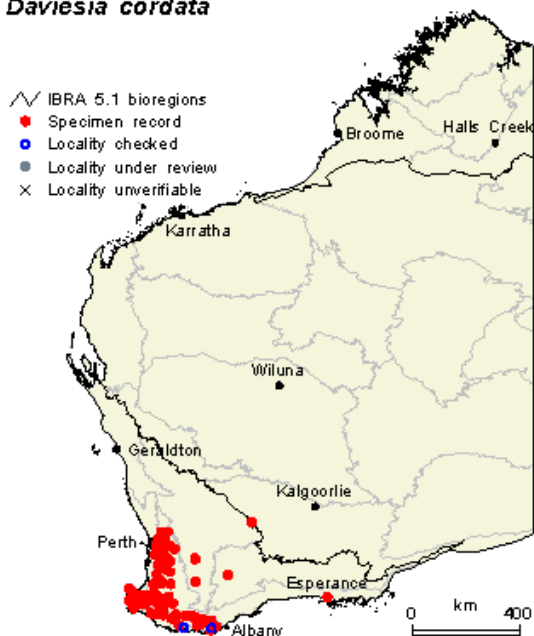 Daviesia cordata
IBRA 5.1 bioregions
Specimen record
Locality checked
Locality under review
Locality unverifiable
Broome
Halls Creek
Karratha
Wiluna
Geraldton
Kalgoorlie
Perth
Esperance
Albany
0 km 400